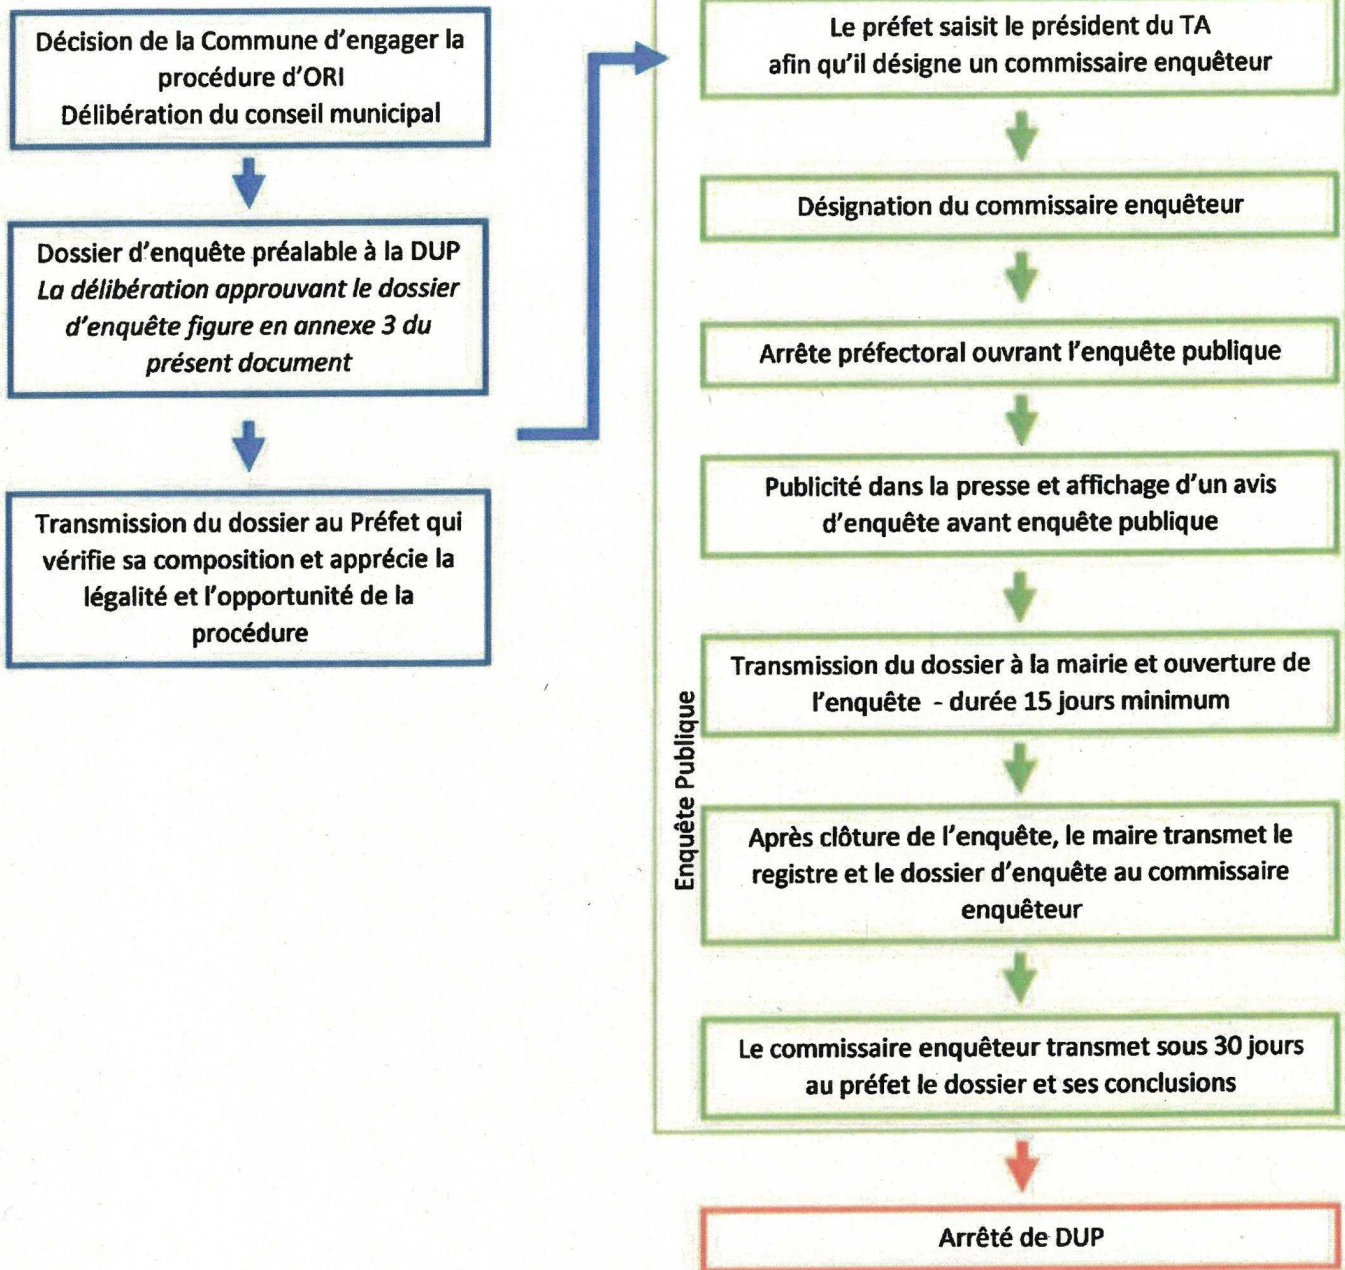 Décision de la Commune d'engager la
procédure d'ORI
Délibération du conseil municipal
Dossier d'enquête préalable à la DUP
La délibération approuvant le dossier
d'enquête figure en annexe 3 du
présent document
Transmission du dossier au Préfet qui
vérifie sa composition et apprécie la
légalité et l'opportunité de la
procédure
Enquête Publique
Le préfet saisit le président du TA
afin qu'il désigne un commissaire enquêteur
Désignation du commissaire enquêteur
Arrête préfectoral ouvrant l'enquête publique
Publicité dans la presse et affichage d'un avis
d'enquête avant enquête publique
Transmission du dossier à la mairie et ouverture de
l'enquête - durée 15 jours minimum
Après clôture de l'enquête, le maire transmet le
registre et le dossier d'enquête au commissaire
enquêteur
Le commissaire enquêteur transmet sous 30 jours
au préfet le dossier et ses conclusions
Arrêté de DUP